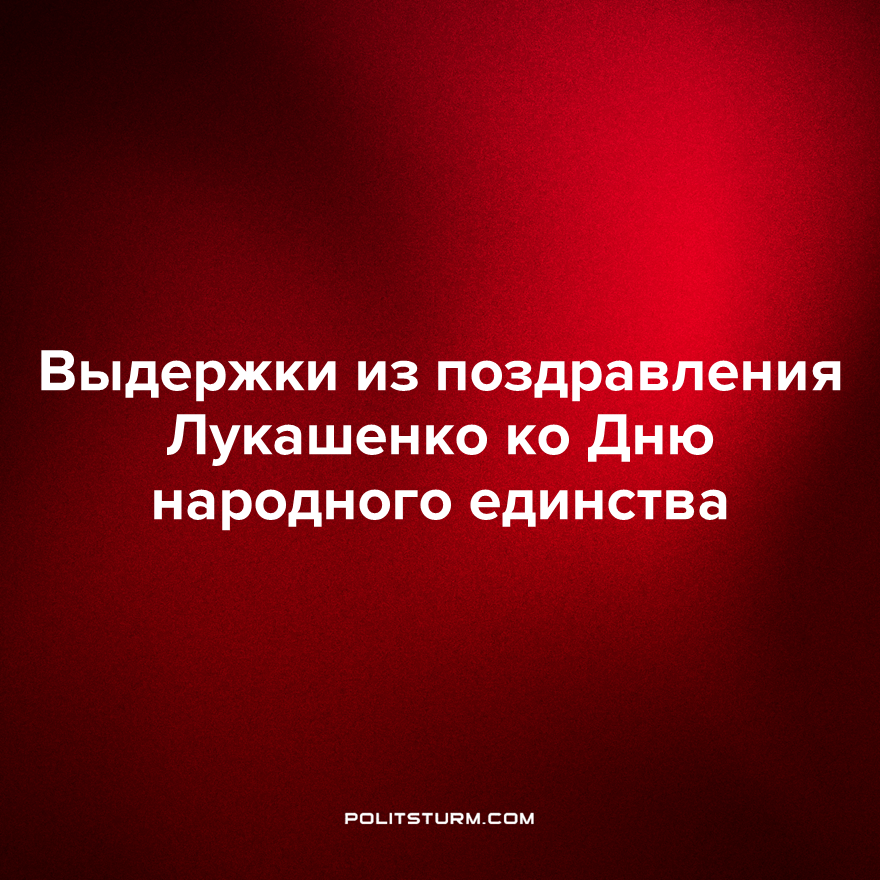 Выдержки из поздравления
Лукашенко ко Дню
народного единства
POLITSTURM.COM